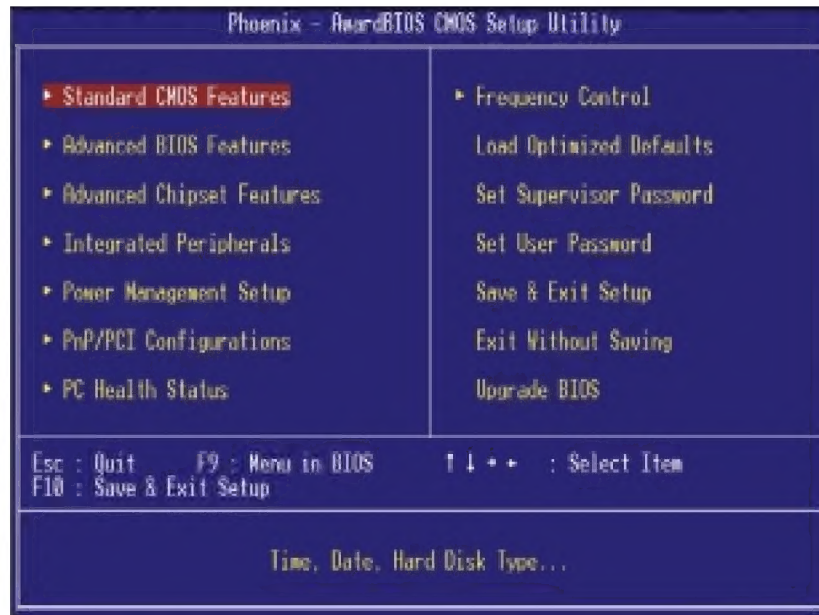 Phoenix - AwardBIOS CMOS Setup Utility
▸ Standard CMOS Features
▸ Advanced BIOS Features
▸ Advanced Chipset Features
▸ Integrated Peripherals
▸ Power Management Setup
▸ PnP/PCI Configurations
▸ PC Health Status
▸ Frequency Control
Load Optimized Defaults
Set Supervisor Password
Set User Password
Save & Exit Setup
Exit Without Saving
Upgrade BIOS
Esc : Quit F9 : Menu in BIOS ↑ ↓ → ← : Select Item
F10 : Save & Exit Setup
Time, Date, Hard Disk Type...